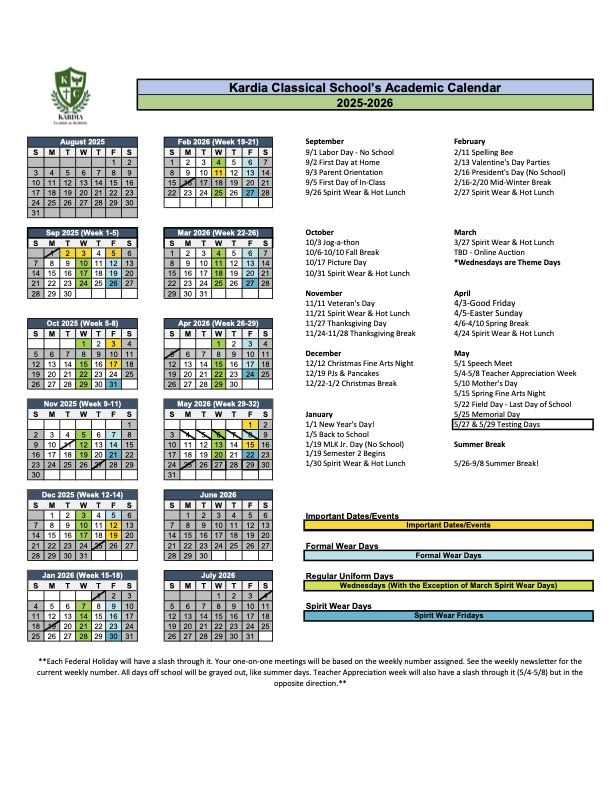 KARDIA
CLASSICAL SCHOOL
Kardia Classical School's Academic Calendar
2025-2026
August 2025
S M T W T F S
1 2
3 4 5 6 7 8 9
10 11 12 13 14 15 16
17 18 19 20 21 22 23
24 25 26 27 28 29 30
31
Sep 2025 (Week 1-5)
S M T W T F S
1 2 3 4 5 6
7 8 9 10 11 12 13
14 15 16 17 18 19 20
21 22 23 24 25 26 27
28 29 30
Oct 2025 (Week 5-8)
S M T W T F S
1 2 3 4
5 6 7 8 9 10 11
12 13 14 15 16 17 18
19 20 21 22 23 24 25
26 27 28 29 30 31
Nov 2025 (Week 9-11)
S M T W T F S
1
2 3 4 5 6 7 8
9 10 11 12 13 14 15
16 17 18 19 20 21 22
23 24 25 26 27 28 29
30
Dec 2025 (Week 12-14)
S M T W T F S
1 2 3 4 5 6
7 8 9 10 11 12 13
14 15 16 17 18 19 20
21 22 23 24 25 26 27
28 29 30 31
Jan 2026 (Week 15-18)
S M T W T F S
1 2 3
4 5 6 7 8 9 10
11 12 13 14 15 16 17
18 19 20 21 22 23 24
25 26 27 28 29 30 31
Feb 2026 (Week 19-21)
S M T W T F S
1 2 3 4 5 6 7
8 9 10 11 12 13 14
15 16 17 18 19 20 21
22 23 24 25 26 27 28
Mar 2026 (Week 22-26)
S M T W T F S
1 2 3 4 5 6 7
8 9 10 11 12 13 14
15 16 17 18 19 20 21
22 23 24 25 26 27 28
29 30 31
Apr 2026 (Week 26-29)
S M T W T F S
1 2 3 4
5 6 7 8 9 10 11
12 13 14 15 16 17 18
19 20 21 22 23 24 25
26 27 28 29 30
May 2026 (Week 29-32)
S M T W T F S
1 2
3 4 5 6 7 8 9
10 11 12 13 14 15 16
17 18 19 20 21 22 23
24 25 26 27 28 29 30
31
June 2026
S M T W T F S
1 2 3 4 5 6
7 8 9 10 11 12 13
14 15 16 17 18 19 20
21 22 23 24 25 26 27
28 29 30
July 2026
S M T W T F S
1 2 3 4
5 6 7 8 9 10 11
12 13 14 15 16 17 18
19 20 21 22 23 24 25
26 27 28 29 30 31
September
9/1 Labor Day - No School
9/2 First Day at Home
9/3 Parent Orientation
9/5 First Day of In-Class
9/26 Spirit Wear & Hot Lunch
October
10/3 Jog-a-thon
10/6-10/10 Fall Break
10/17 Picture Day
10/31 Spirit Wear & Hot Lunch
November
11/11 Veteran's Day
11/21 Spirit Wear & Hot Lunch
11/27 Thanksgiving Day
11/24-11/28 Thanksgiving Break
December
12/12 Christmas Fine Arts Night
12/19 PJs & Pancakes
12/22-1/2 Christmas Break
January
1/1 New Year's Day!
1/5 Back to School
1/19 MLK Jr. Day (No School)
1/19 Semester 2 Begins
1/30 Spirit Wear & Hot Lunch
February
2/11 Spelling Bee
2/13 Valentine's Day Parties
2/16 President's Day (No School)
2/16-2/20 Mid-Winter Break
2/27 Spirit Wear & Hot Lunch
March
3/27 Spirit Wear & Hot Lunch
TBD - Online Auction
*Wednesdays are Theme Days
April
4/3-Good Friday
4/5-Easter Sunday
4/6-4/10 Spring Break
4/24 Spirit Wear & Hot Lunch
May
5/1 Speech Meet
5/4-5/8 Teacher Appreciation Week
5/10 Mother's Day
5/15 Spring Fine Arts Night
5/22 Field Day - Last Day of School
5/25 Memorial Day
5/27 & 5/29 Testing Days
Summer Break
5/26-9/8 Summer Break!
Important Dates/Events
Important Dates/Events
Formal Wear Days
Formal Wear Days
Regular Uniform Days
Wednesdays (With the Exception of March Spirit Wear Days)
Spirit Wear Days
Spirit Wear Fridays
**Each Federal Holiday will have a slash through it. Your one-on-one meetings will be based on the weekly number assigned. See the weekly newsletter for the
current weekly number. All days off school will be grayed out, like summer days. Teacher Appreciation week will also have a slash through it (5/4-5/8) but in the
opposite direction.**